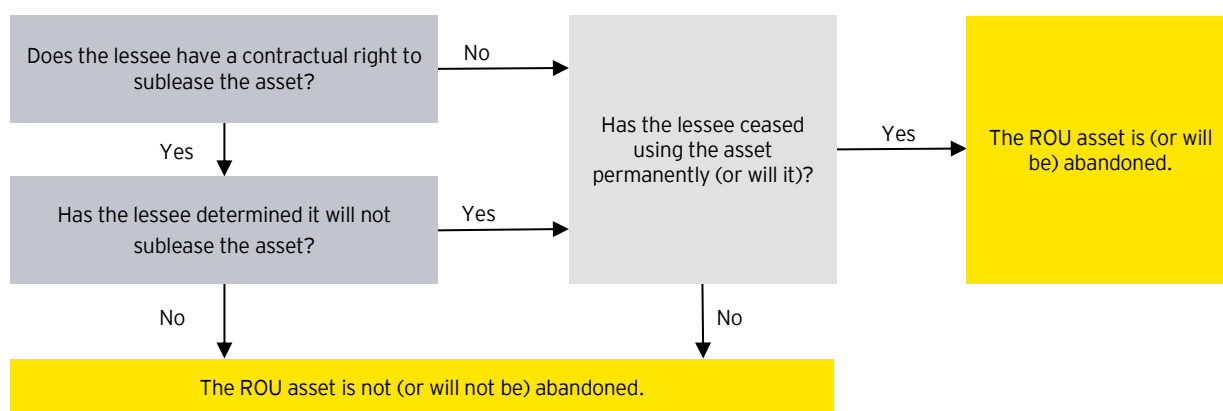 Does the lessee have a contractual right to
sublease the asset?
No
Yes
Has the lessee determined it will not
sublease the asset?
Yes
No
Has the lessee ceased
using the asset
permanently (or will it)?
Yes
No
The ROU asset is (or will
be) abandoned.
The ROU asset is not (or will not be) abandoned.